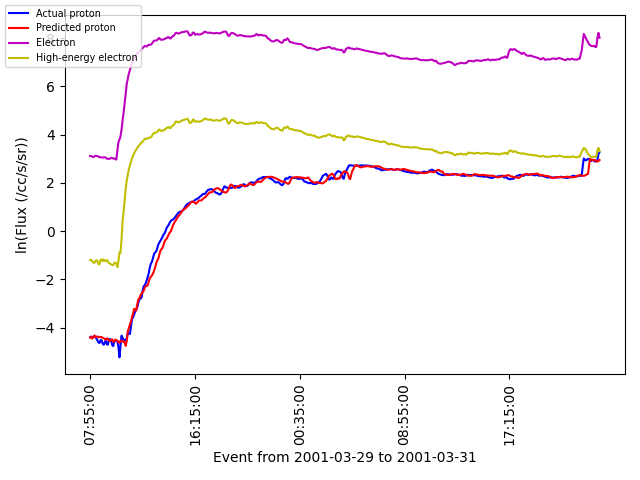 Actual proton
Predicted proton
Electron
High-energy electron
8
6
4
2
0
−2
−4
ln(Flux (/cc/s/sr))
07:55:00
16:15:00
00:35:00
08:55:00
17:15:00
Event from 2001-03-29 to 2001-03-31